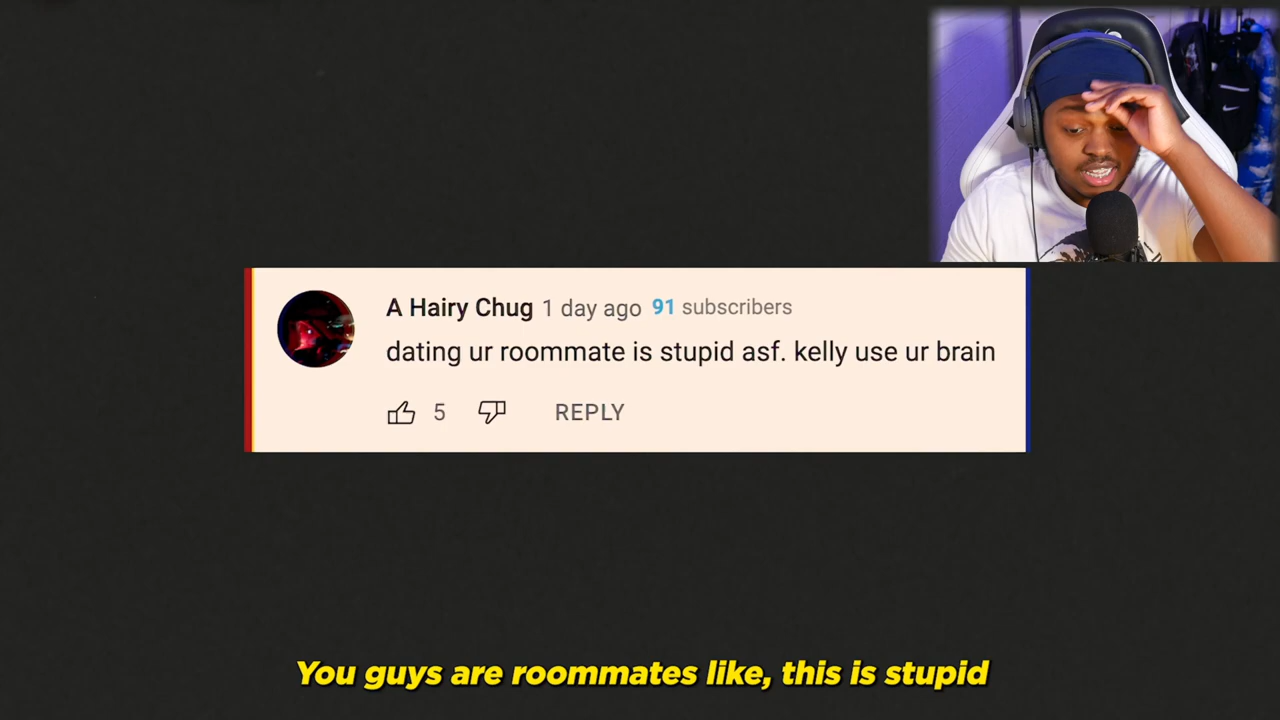 A Hairy Chug 1 day ago 91 subscribers
dating ur roommate is stupid asf. kelly use ur brain
5 REPLY
You guys are roommates like, this is stupid